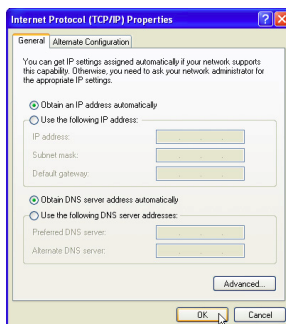 Internet Protocol (TCP/IP) Properties
General
Alternate Configuration
You can get IP settings assigned automatically if your network supports
this capability. Otherwise, you need to ask your network administrator for
the appropriate IP settings.
Obtain an IP address automatically
Use the following IP address:
IP address:
Subnet mask:
Default gateway:
Obtain DNS server address automatically
Use the following DNS server addresses:
Preferred DNS server:
Alternate DNS server:
Advanced...
OK
Cancel